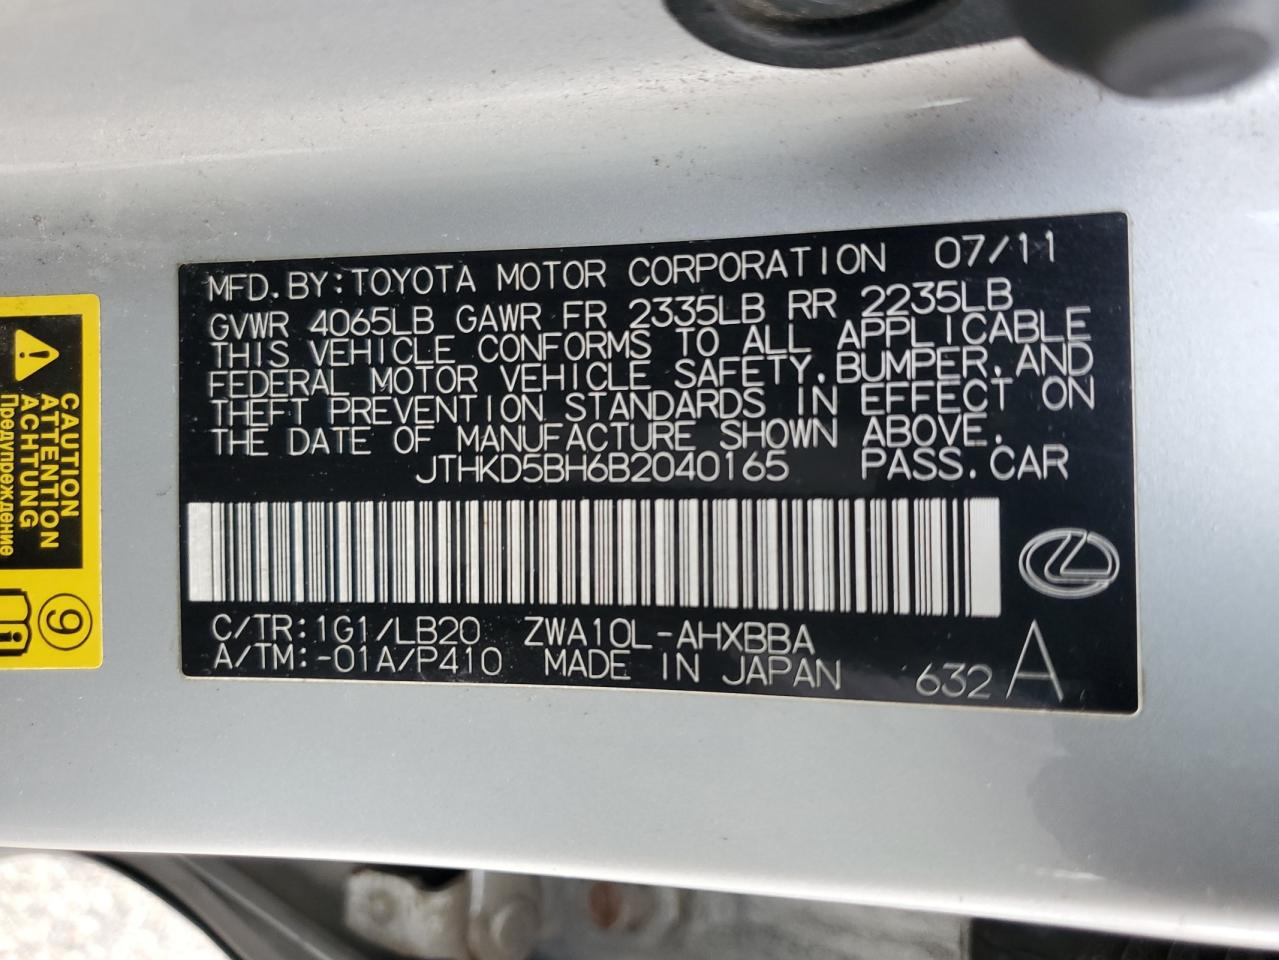 MFD. BY: TOYOTA MOTOR CORPORATION 07/11
GVWR 4065LB GAWR FR 2335LB RR 2235LB
THIS VEHICLE CONFORMS TO ALL APPLICABLE
FEDERAL MOTOR VEHICLE SAFETY, BUMPER, AND
THEFT PREVENTION STANDARDS IN EFFECT ON
THE DATE OF MANUFACTURE SHOWN ABOVE.
JTHKD5BH6B2040165 PASS. CAR
C/TR: 1G1/LB20 ZWA10L-AHXBBA
A/TM: -01A/P410 MADE IN JAPAN 632 A
CAUTION
ATTENTION
ACHTUNG
Предупреждение
9